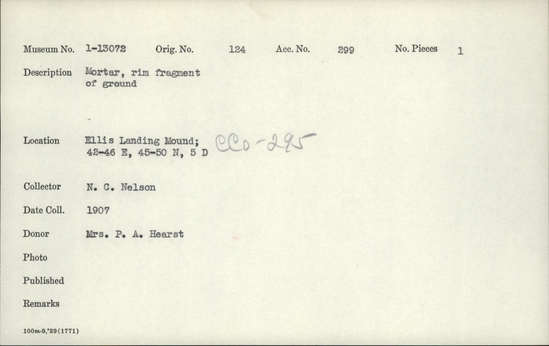 Museum No. 1-13072 Orig. No. 124 Acc. No. 299 No. Pieces 1
Description Mortar, rim fragment
of ground
Location Ellis Landing Mound;
42-46 E, 45-50 N, 5 D CCo-295
Collector N. C. Nelson
Date Coll. 1907
Donor Mrs. P. A. Hearst
Photo
Published
Remarks
100m-9,'29(1771)